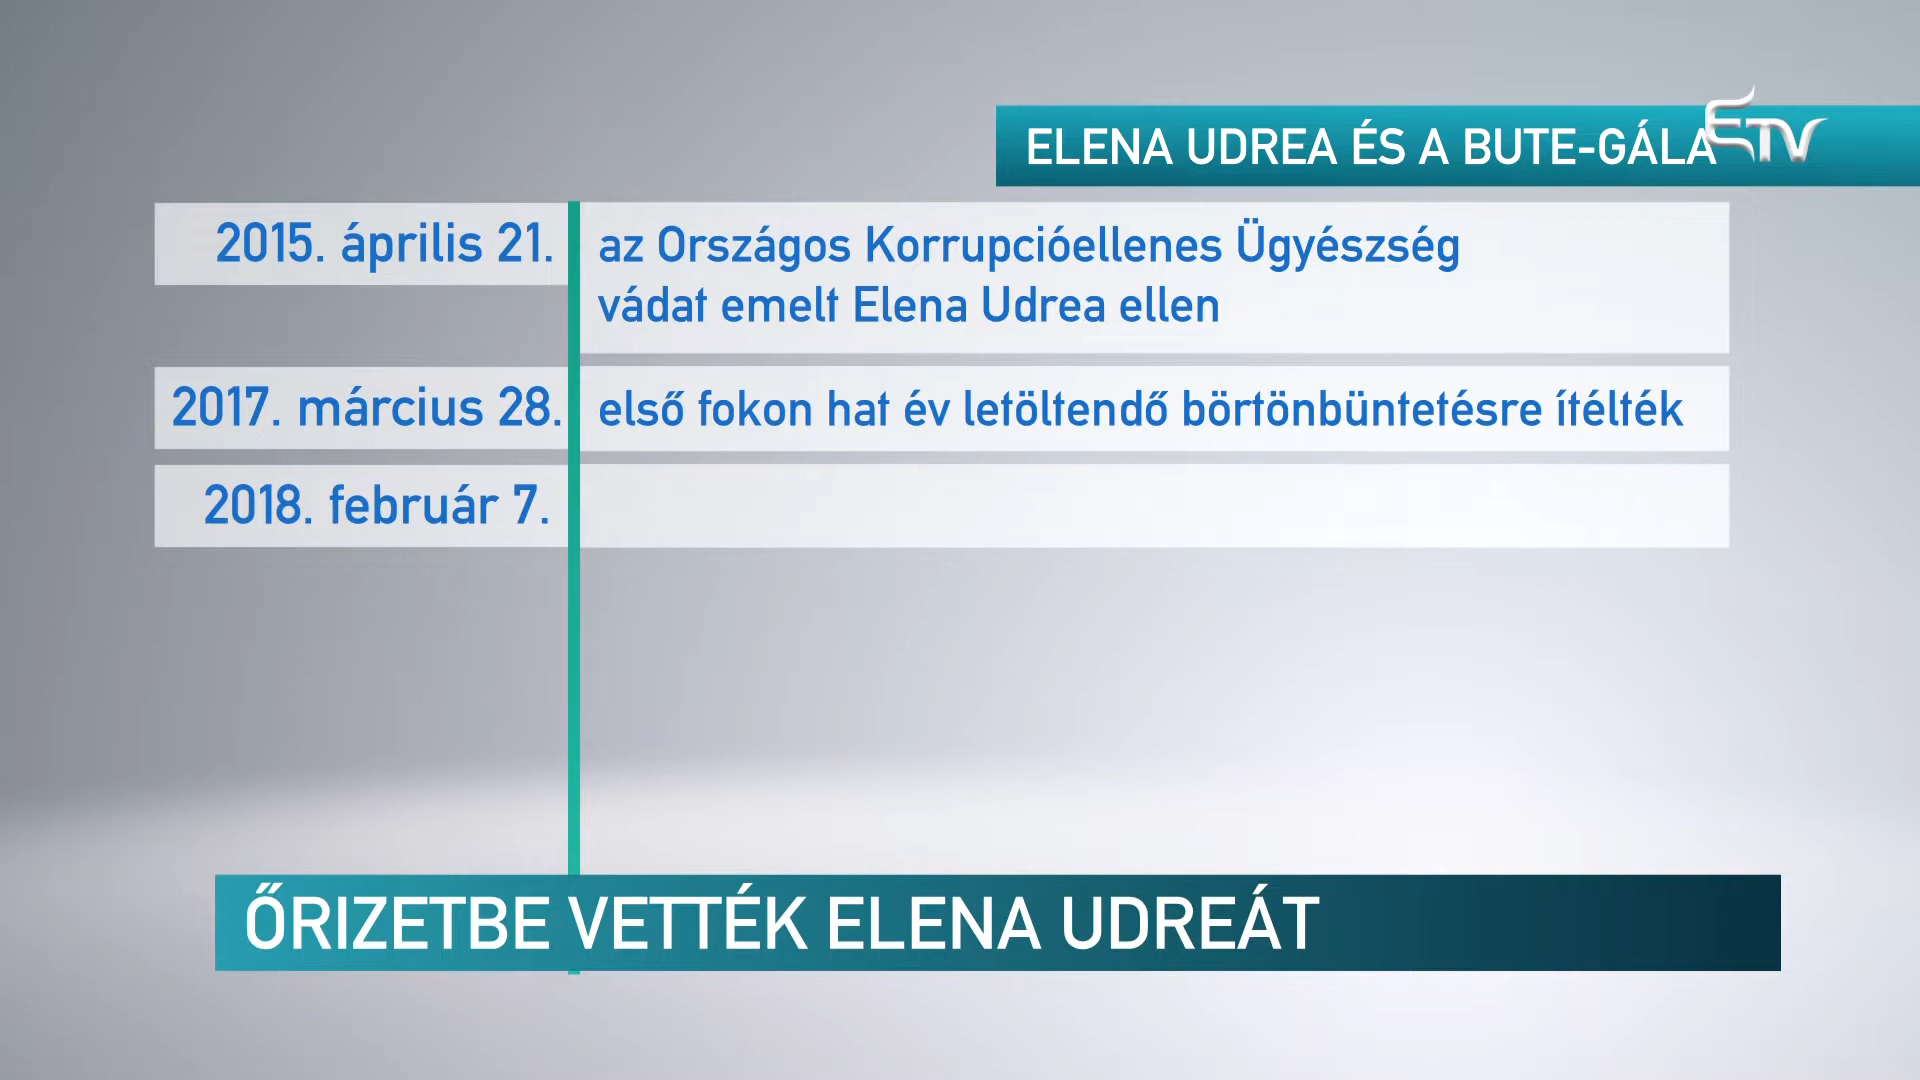 ELENA UDREA ÉS A BUTE-GÁLA
ETV
2015. április 21.
az Országos Korrupcióellenes Ügyészség
vádat emelt Elena Udrea ellen
2017. március 28.
első fokon hat év letöltendő börtönbüntetésre ítélték
2018. február 7.
ŐRIZETBE VETTÉK ELENA UDREÁT